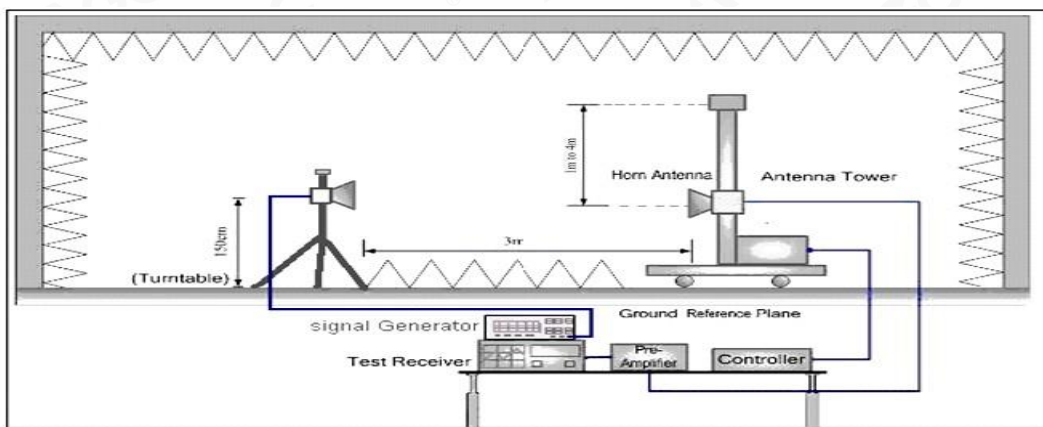 1m to 4m
Horn Antenna
Antenna Tower
150cm
3m
(Turntable)
signal Generator
Ground Reference Plane
Test Receiver
Pre-
Amplifier
Controller